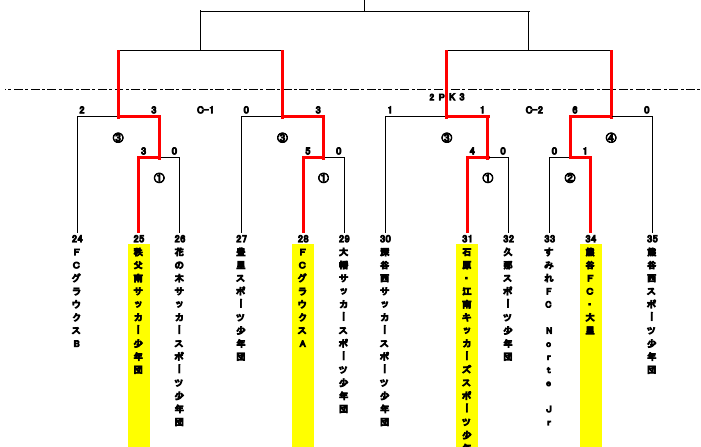 2 P K 3
2 3 C-1 0 3 1 1 C-2 6 0
③ ③ ③ ④
3 0 5 0 4 0 0 1
① ① ① ②
24 25 26 27 28 29 30 31 32 33 34 35
FCグラウクスB
秩父南サッカー少年団
花の木サッカースポーツ少年団
豊里スポーツ少年団
FCグラウクスA
大幡サッカースポーツ少年団
深谷西サッカースポーツ少年団
石原・江南キッカーズスポーツ少年
久那スポーツ少年団
すみれFC Norte Jr
熊谷FC・大里
熊谷西スポーツ少年団